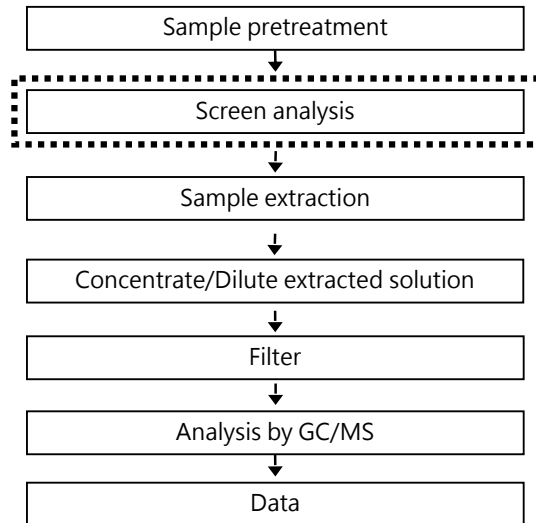 Sample pretreatment
Screen analysis
Sample extraction
Concentrate/Dilute extracted solution
Filter
Analysis by GC/MS
Data